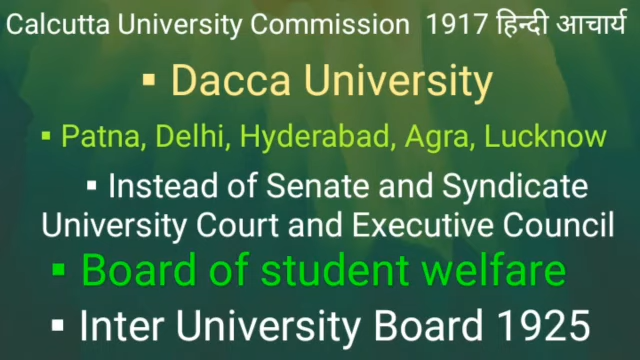 Calcutta University Commission 1917 हिन्दी आचार्य
▪ Dacca University
▪ Patna, Delhi, Hyderabad, Agra, Lucknow
▪ Instead of Senate and Syndicate
University Court and Executive Council
▪ Board of student welfare
▪ Inter University Board 1925